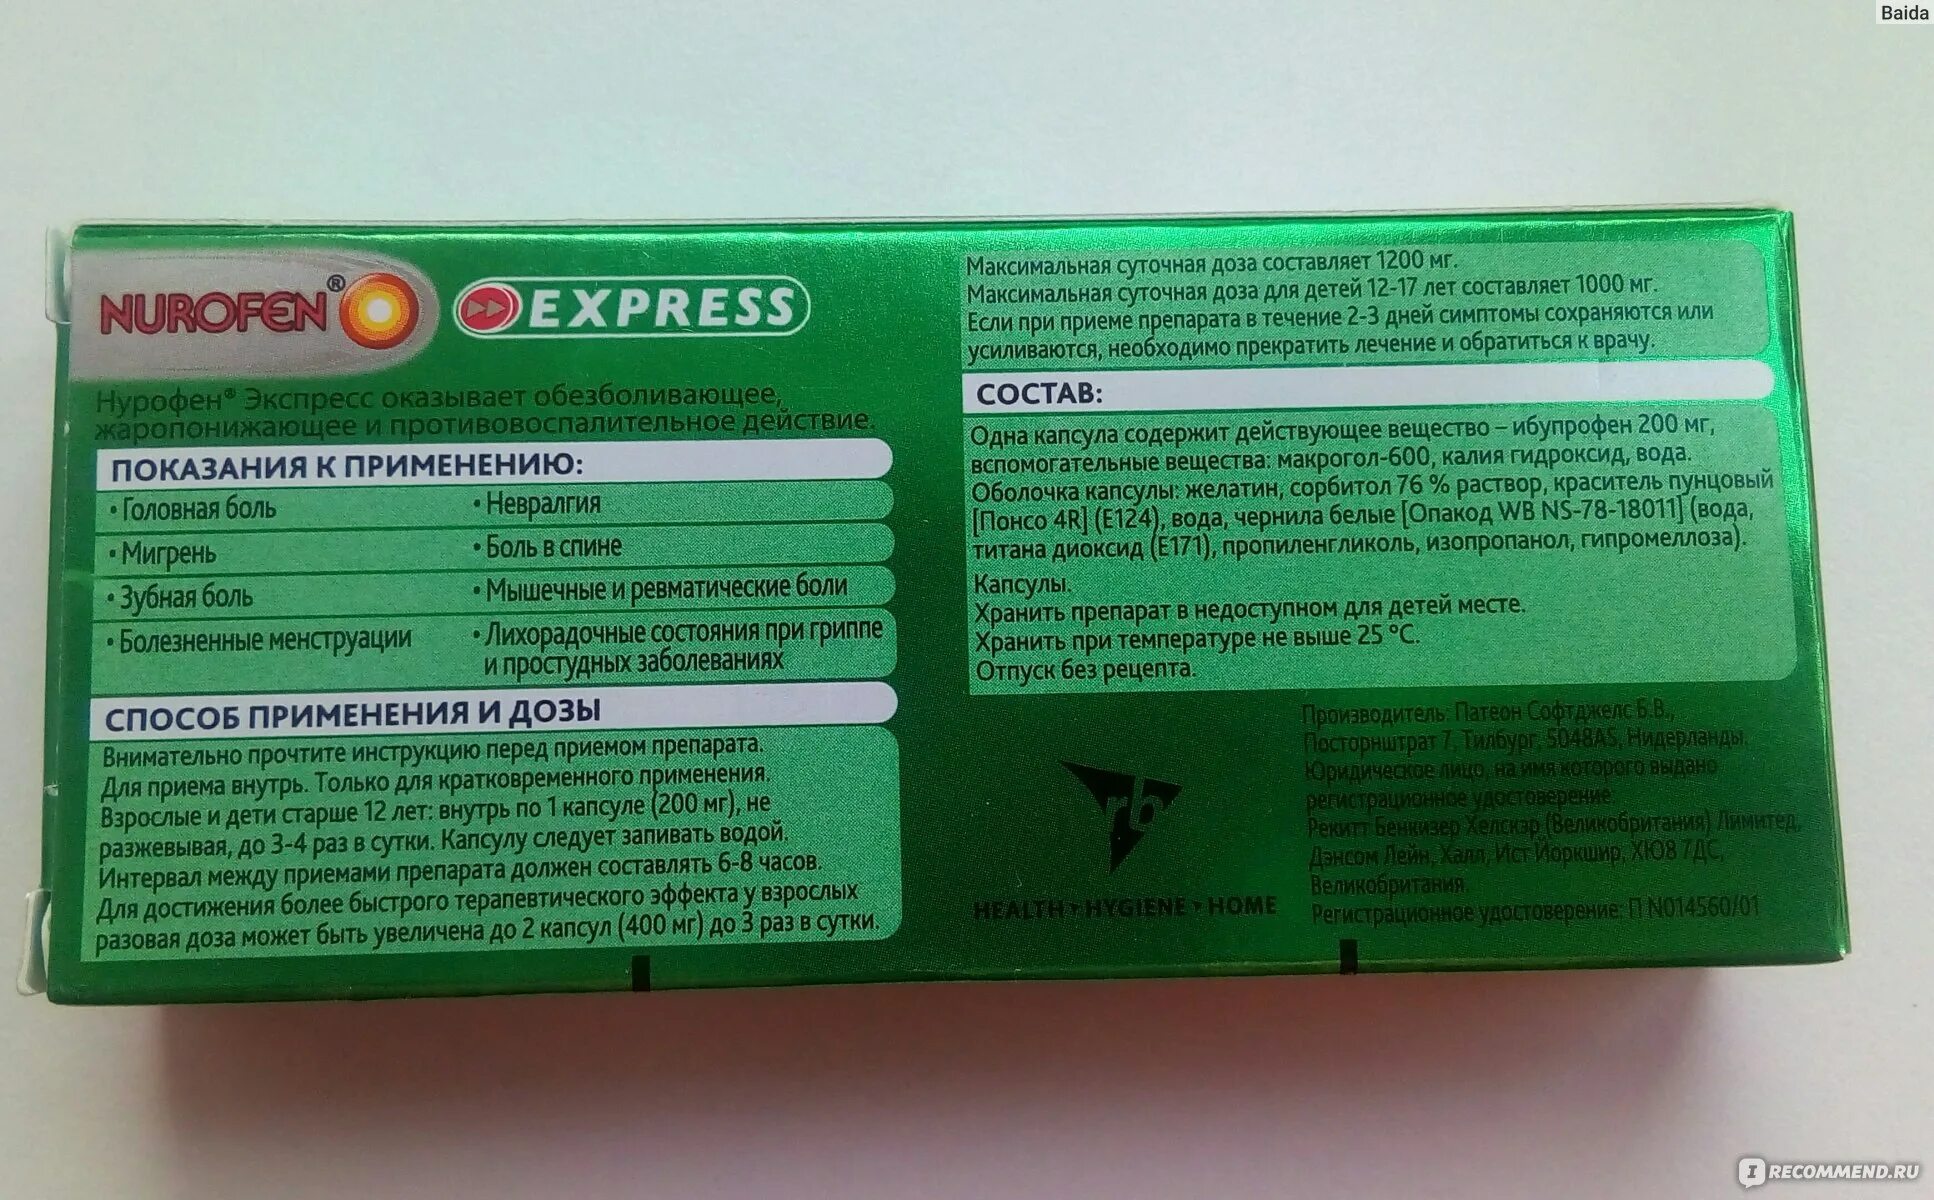 Baida
NUROFEN®
EXPRESS
Нурофен® Экспресс оказывает обезболивающее,
жаропонижающее и противовоспалительное действие.
ПОКАЗАНИЯ К ПРИМЕНЕНИЮ:
• Головная боль
• Мигрень
• Зубная боль
• Болезненные менструации
• Невралгия
• Боль в спине
• Мышечные и ревматические боли
• Лихорадочные состояния при гриппе
и простудных заболеваниях
СПОСОБ ПРИМЕНЕНИЯ И ДОЗЫ
Внимательно прочтите инструкцию перед приемом препарата.
Для приема внутрь. Только для кратковременного применения.
Взрослые и дети старше 12 лет: внутрь по 1 капсуле (200 мг), не
разжевывая, до 3-4 раз в сутки. Капсулу следует запивать водой.
Интервал между приемами препарата должен составлять 6-8 часов.
Для достижения более быстрого терапевтического эффекта у взрослых
разовая доза может быть увеличена до 2 капсул (400 мг) до 3 раз в сутки.
Максимальная суточная доза составляет 1200 мг.
Максимальная суточная доза для детей 12-17 лет составляет 1000 мг.
Если при приеме препарата в течение 2-3 дней симптомы сохраняются или
усиливаются, необходимо прекратить лечение и обратиться к врачу.
СОСТАВ:
Одна капсула содержит действующее вещество – ибупрофен 200 мг,
вспомогательные вещества: макрогол-600, калия гидроксид, вода.
Оболочка капсулы: желатин, сорбитол 76 % раствор, краситель пунцовый
[Понсо 4R] (E124), вода, чернила белые [Опакод WB NS-78-18011] (вода,
титана диоксид (E171), пропиленгликоль, изопропанол, гипромеллоза).
Капсулы.
Хранить препарат в недоступном для детей месте.
Хранить при температуре не выше 25 °C.
Отпуск без рецепта.
rb
HEALTH • HYGIENE • HOME
Производитель: Патеон Софтджелс Б.В.,
Посторнштрат 7, Тилбург, 5048AS, Нидерланды.
Юридическое лицо, на имя которого выдано
регистрационное удостоверение:
Рекитт Бенкизер Хелскэр (Великобритания) Лимитед,
Дэнсом Лейн, Халл, Ист Йоркшир, ХЮ8 7ДС,
Великобритания.
Регистрационное удостоверение: П N014560/01
I RECOMMEND.RU